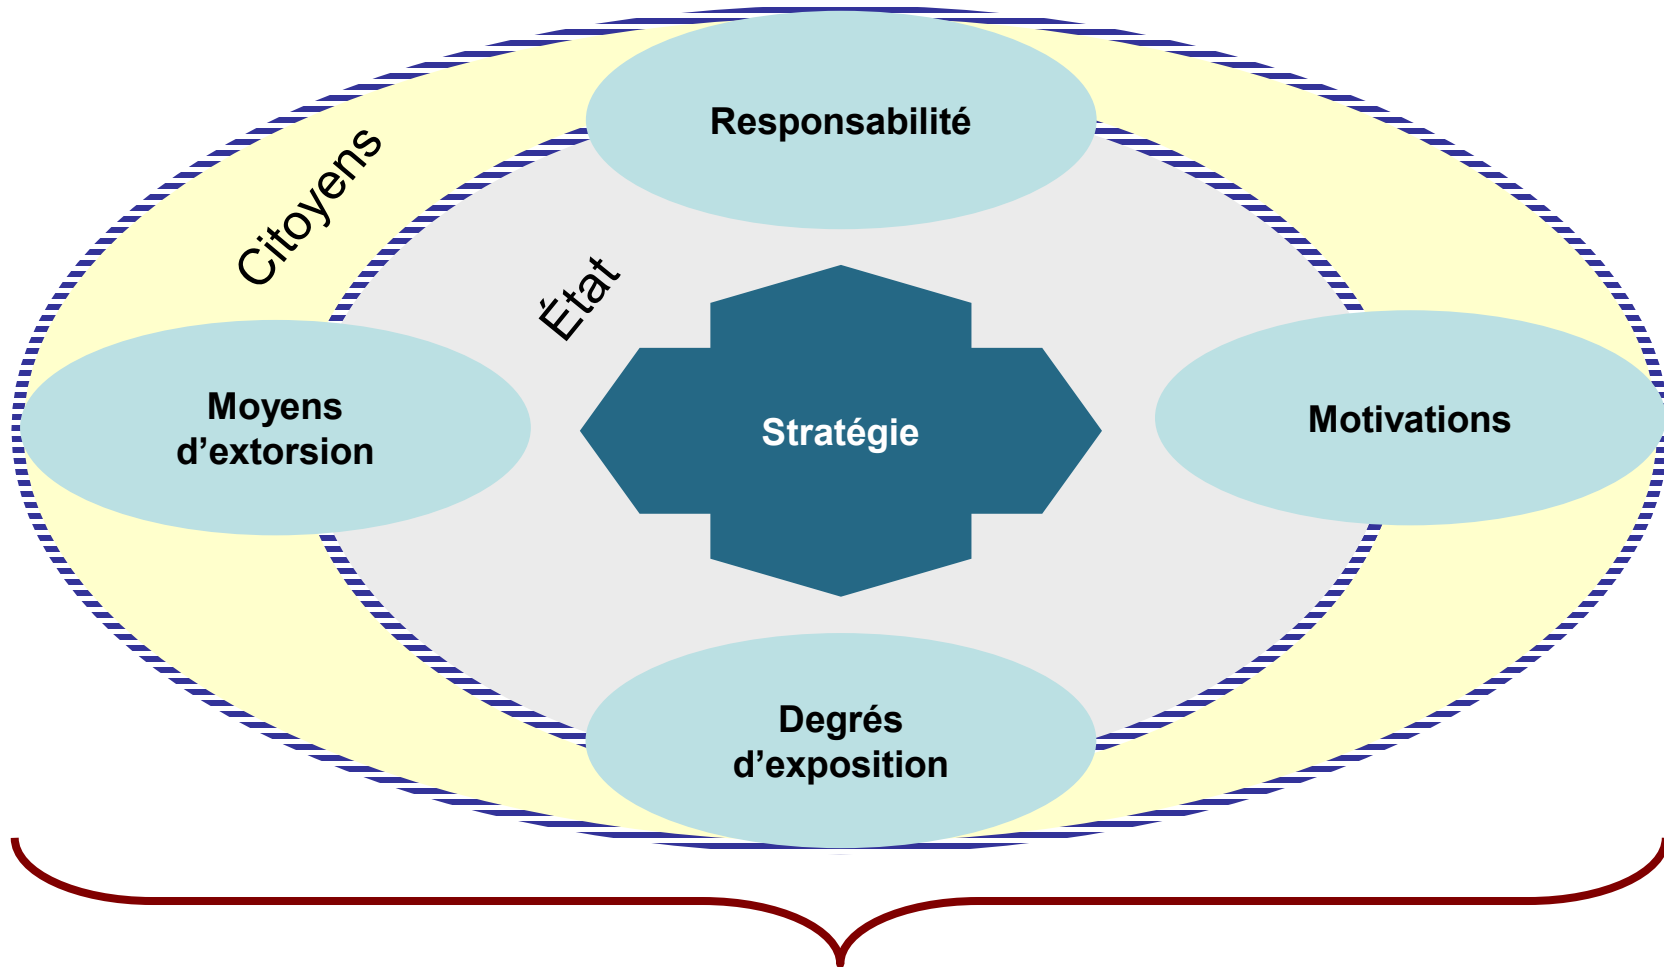 Responsabilité
Citoyens
État
Moyens
d’extorsion
Stratégie
Motivations
Degrés
d’exposition